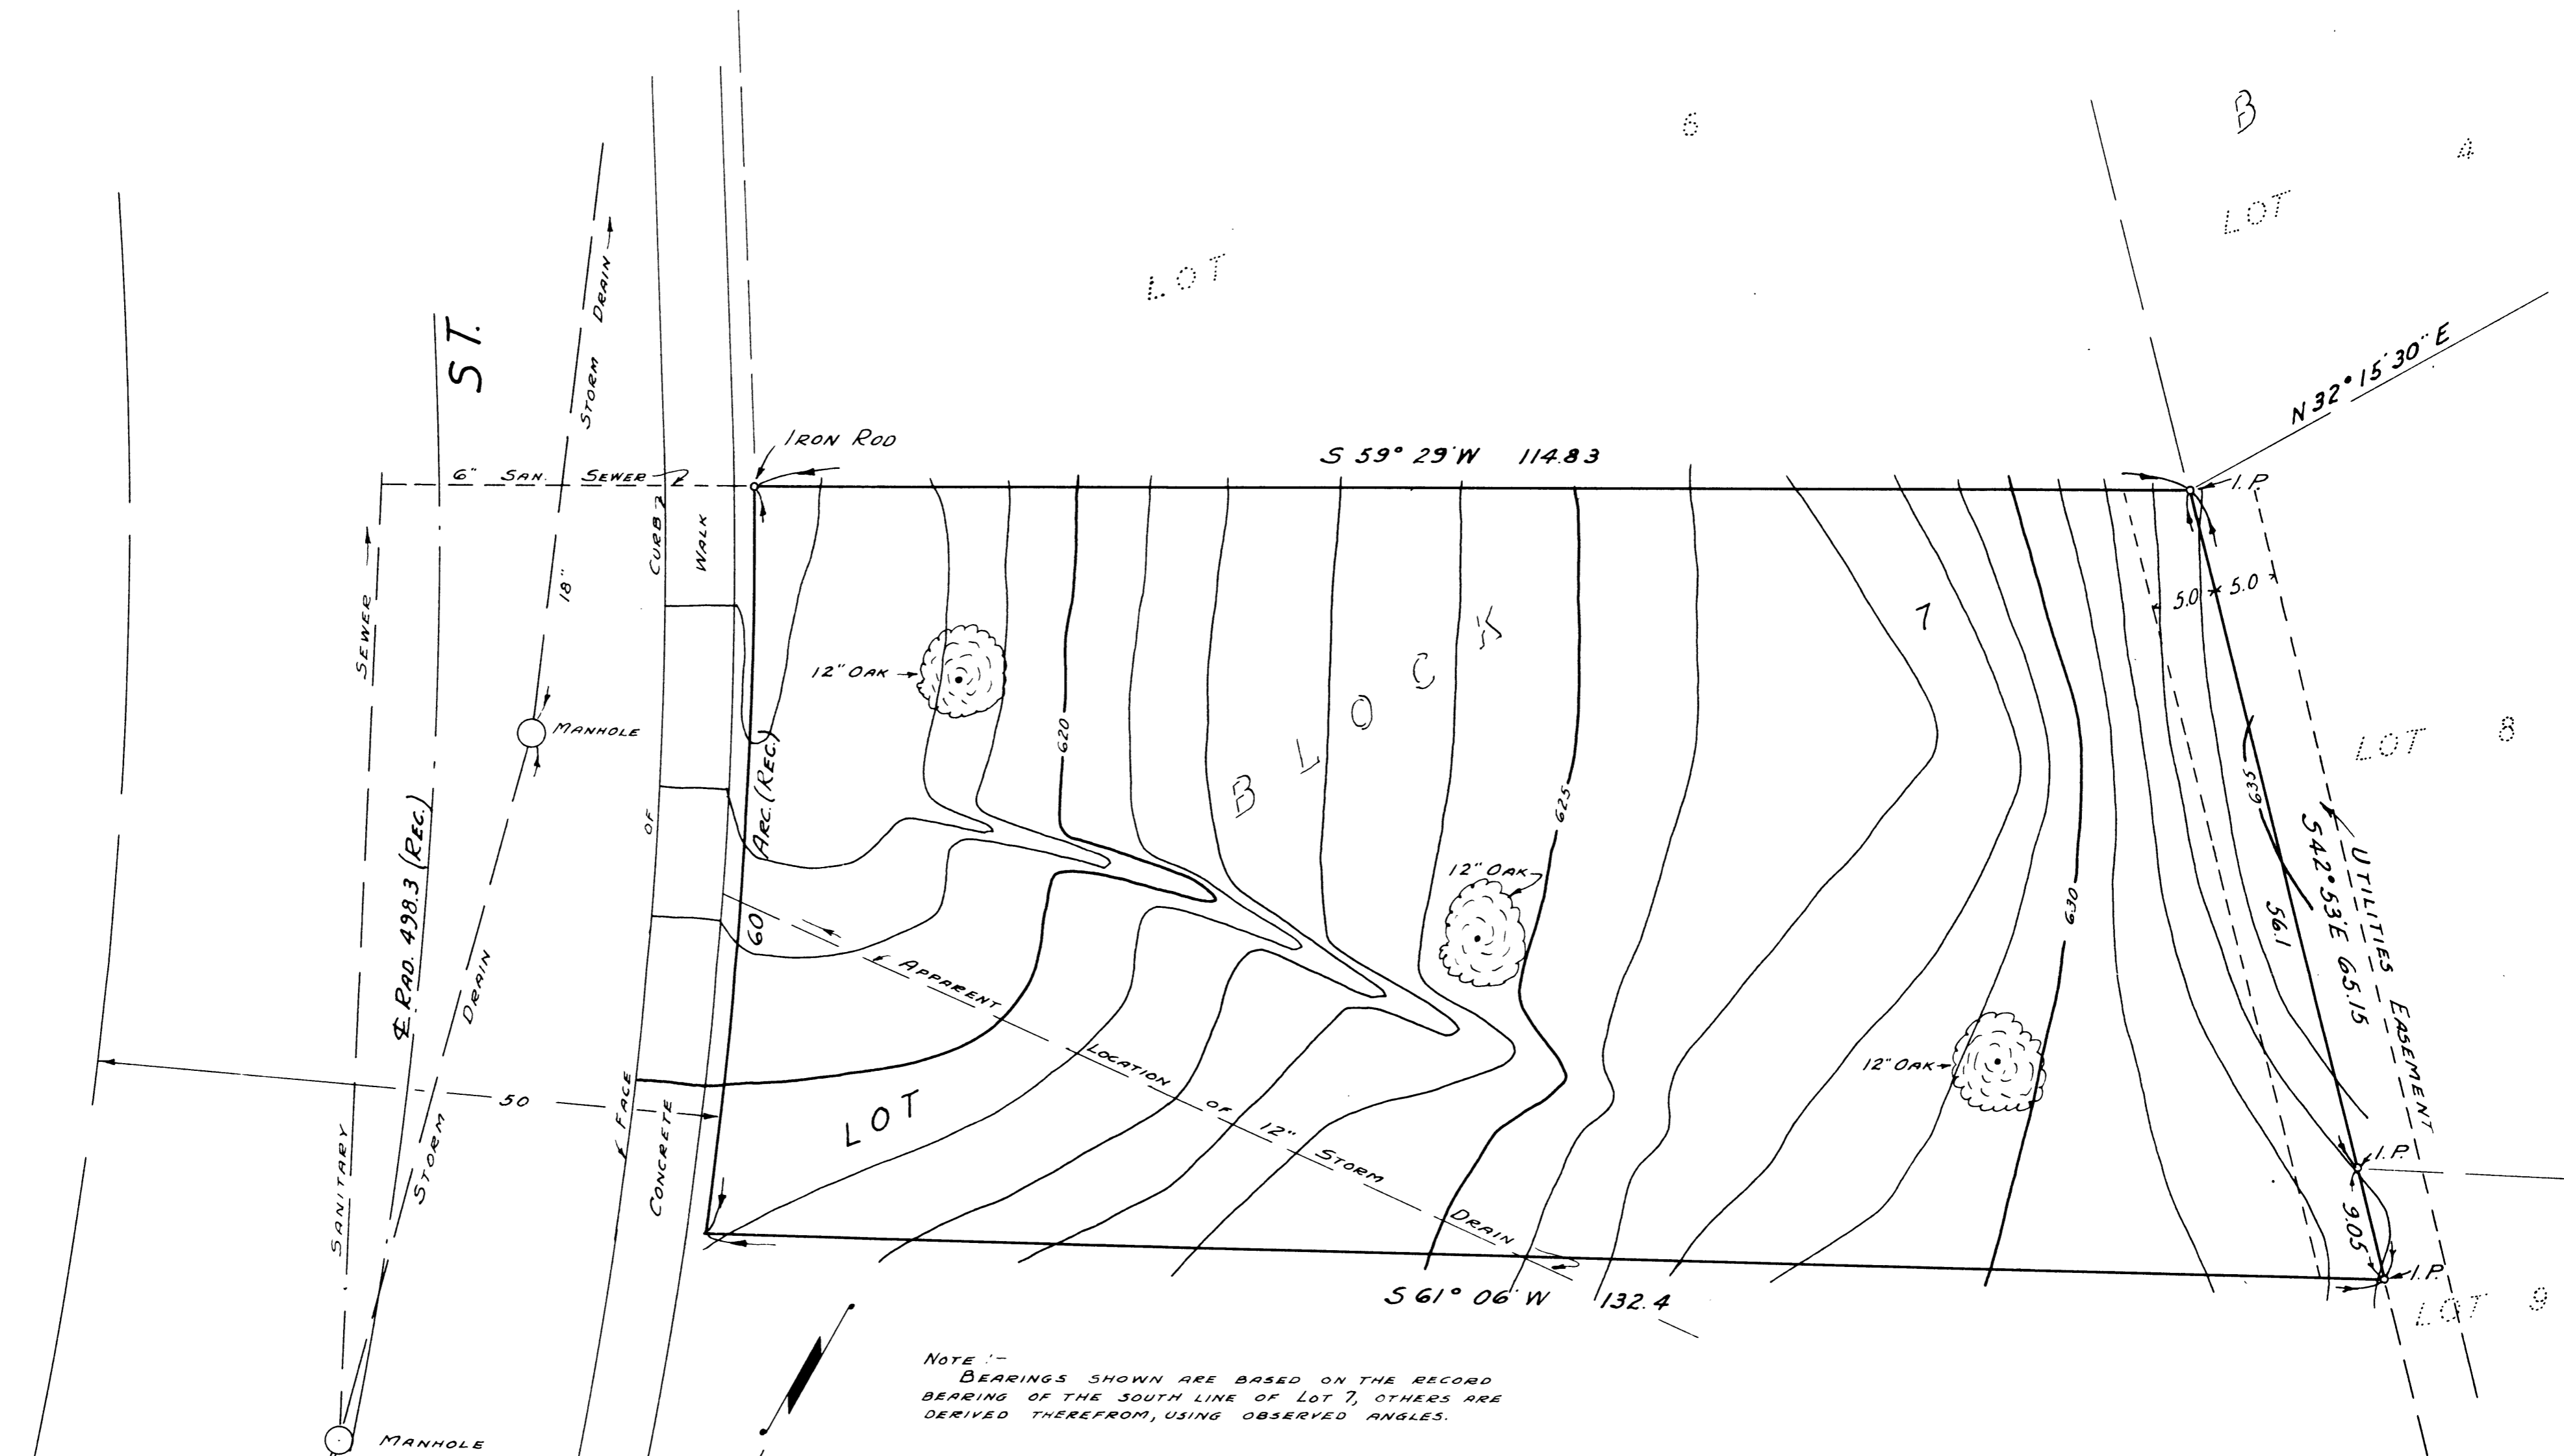 B
6
4
LOT
LOT
ST.
N 32° 15' 30" E
STORM DRAIN
IRON ROD
S 59° 29' W 114.83
6" SAN. SEWER
I.P.
CURB
WALK
18"
5.0 5.0
SEWER
7
12" OAK
BLOCK
MANHOLE
620
625
630
639
LOT 8
ARC. (REC.)
60
OF
℄ RAD. 498.3 (REC.)
12" OAK
UTILITIES EASEMENT
S 42° 53' E 65.15
56.1
STORM DRAIN
APPARENT LOCATION OF 12" STORM DRAIN
12" OAK
50
FACE
CONCRETE
LOT
SANITARY
I.P.
9.05
I.P.
S 61° 06' W 132.4
LOT 9
NOTE :-
BEARINGS SHOWN ARE BASED ON THE RECORD
BEARING OF THE SOUTH LINE OF LOT 7, OTHERS ARE
DERIVED THEREFROM, USING OBSERVED ANGLES.
MANHOLE